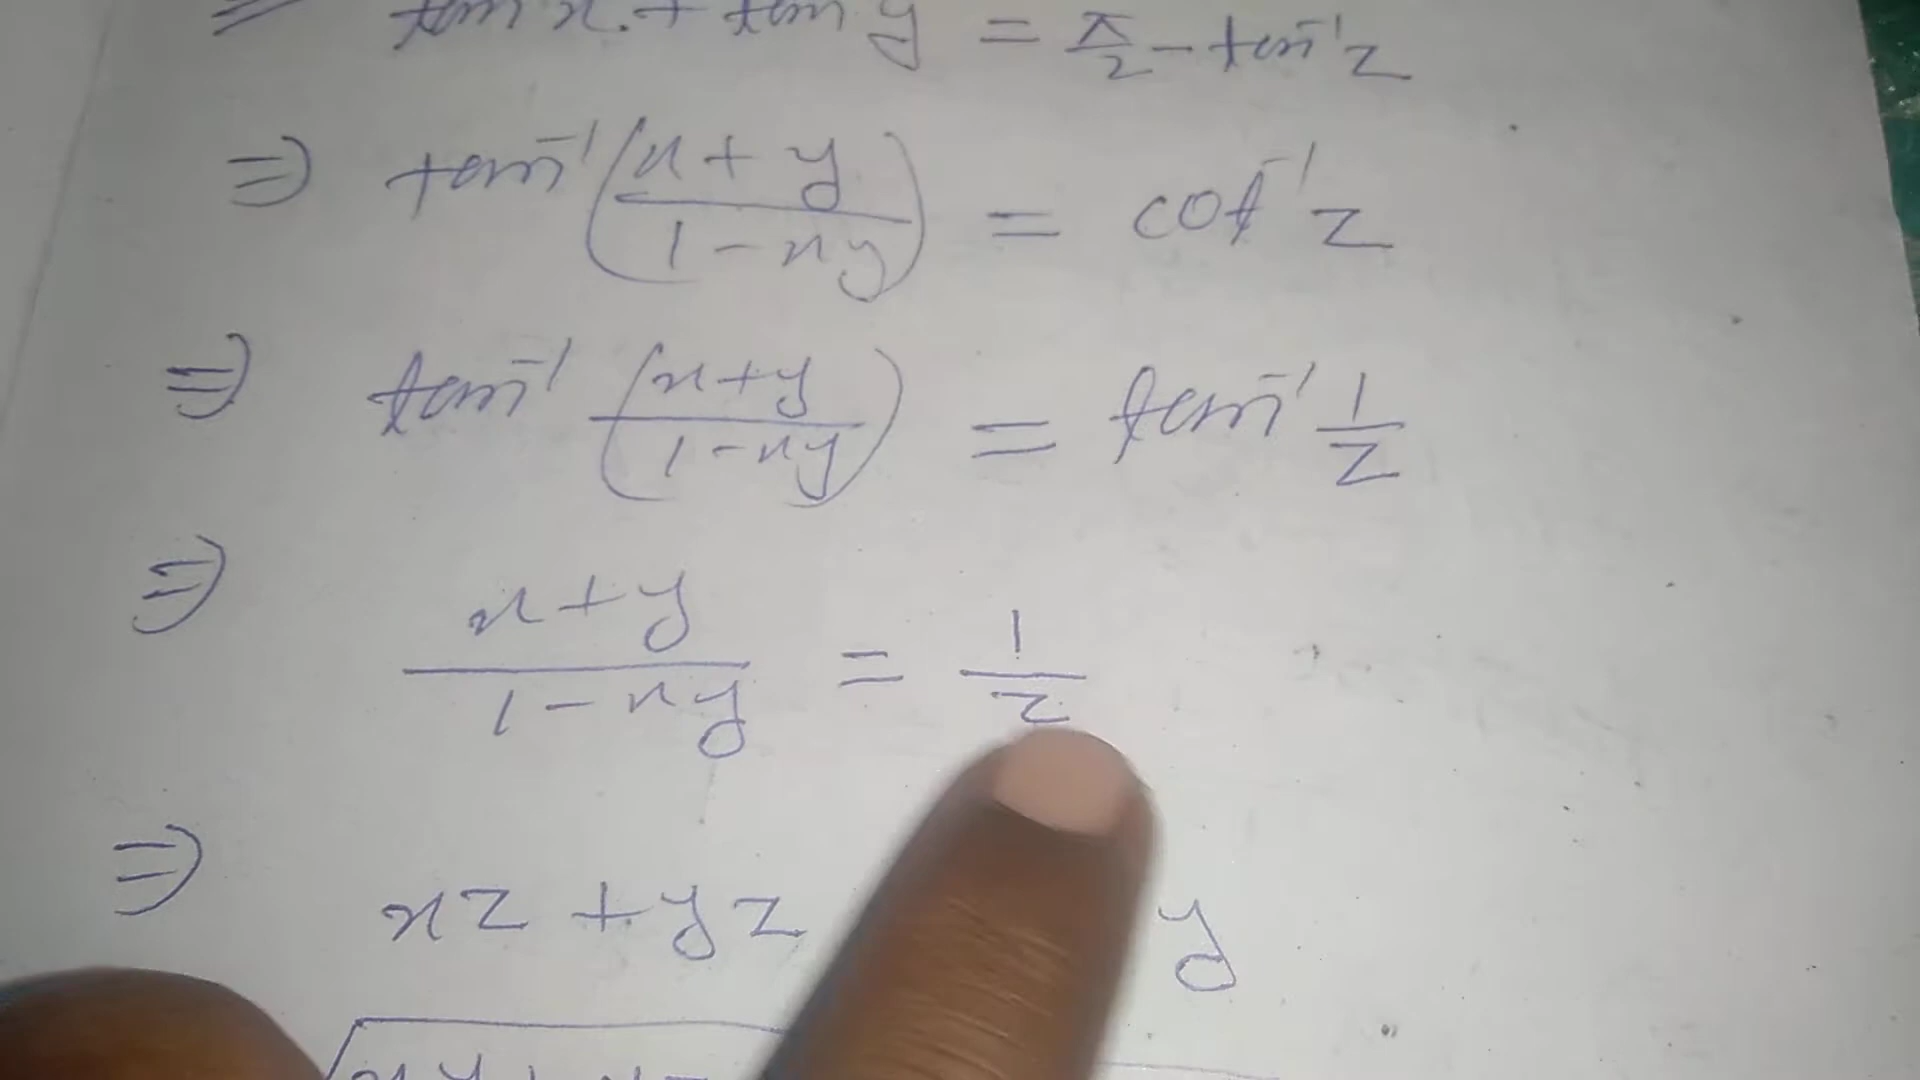 ⇒ tan⁻¹x + tan⁻¹y = π/2 - tan⁻¹z
⇒ tan⁻¹((x+y)/(1-xy)) = cot⁻¹z
⇒ tan⁻¹((x+y)/(1-xy)) = tan⁻¹ 1/z
⇒ (x+y)/(1-xy) = 1/z
⇒ xz + yz y